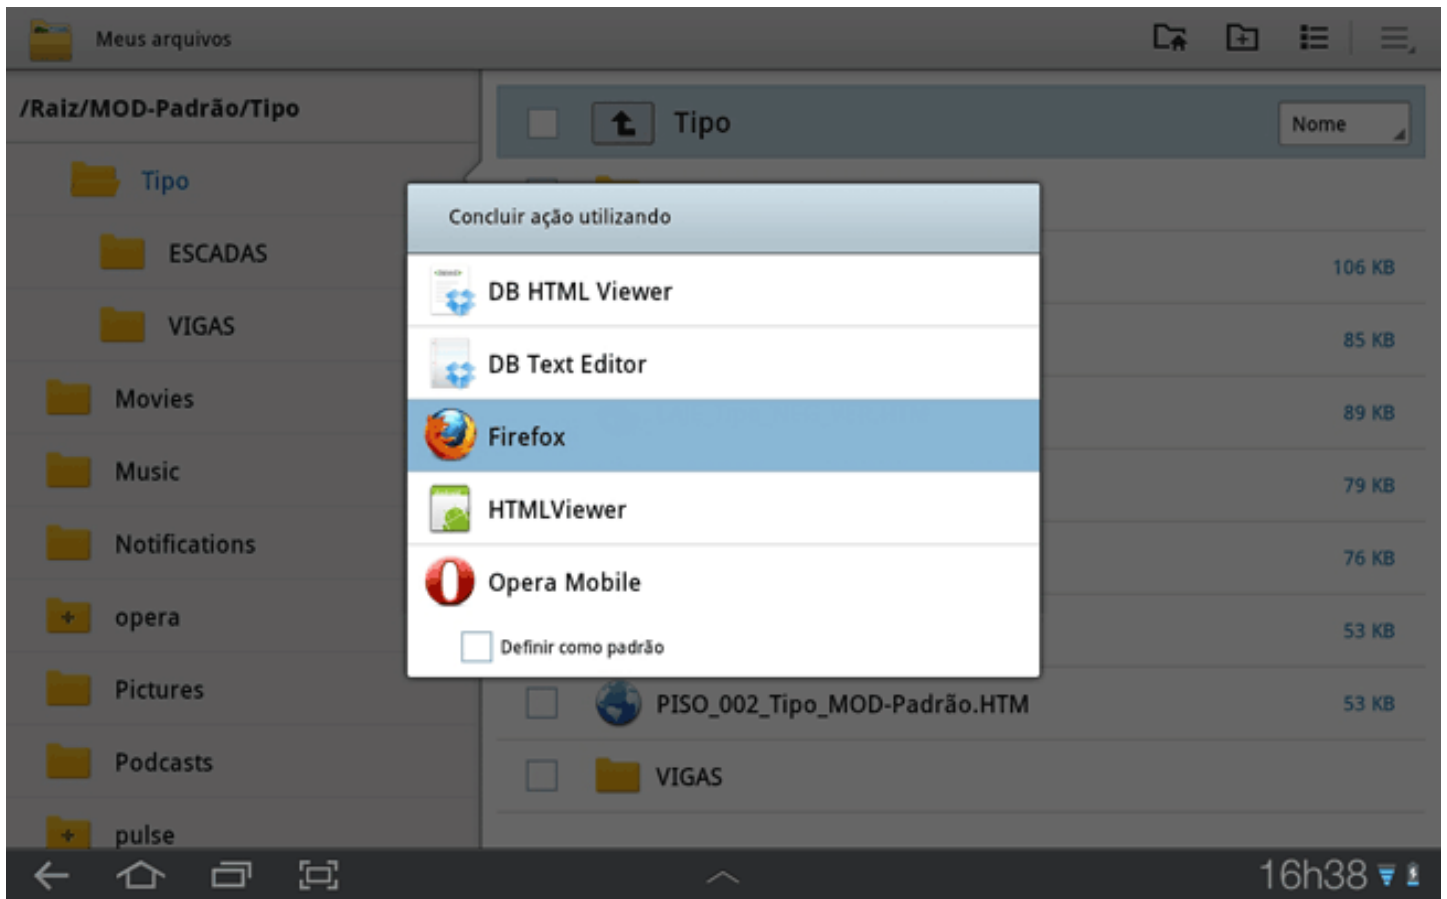 Meus arquivos
/Raiz/MOD-Padrão/Tipo
Tipo
ESCADAS
VIGAS
Movies
Music
Notifications
opera
Pictures
Podcasts
pulse
Tipo
Nome
106 KB
85 KB
89 KB
79 KB
76 KB
53 KB
PISO_002_Tipo_MOD-Padrão.HTM
53 KB
VIGAS
Concluir ação utilizando
DB HTML Viewer
DB Text Editor
Firefox
HTMLViewer
Opera Mobile
Definir como padrão
16h38